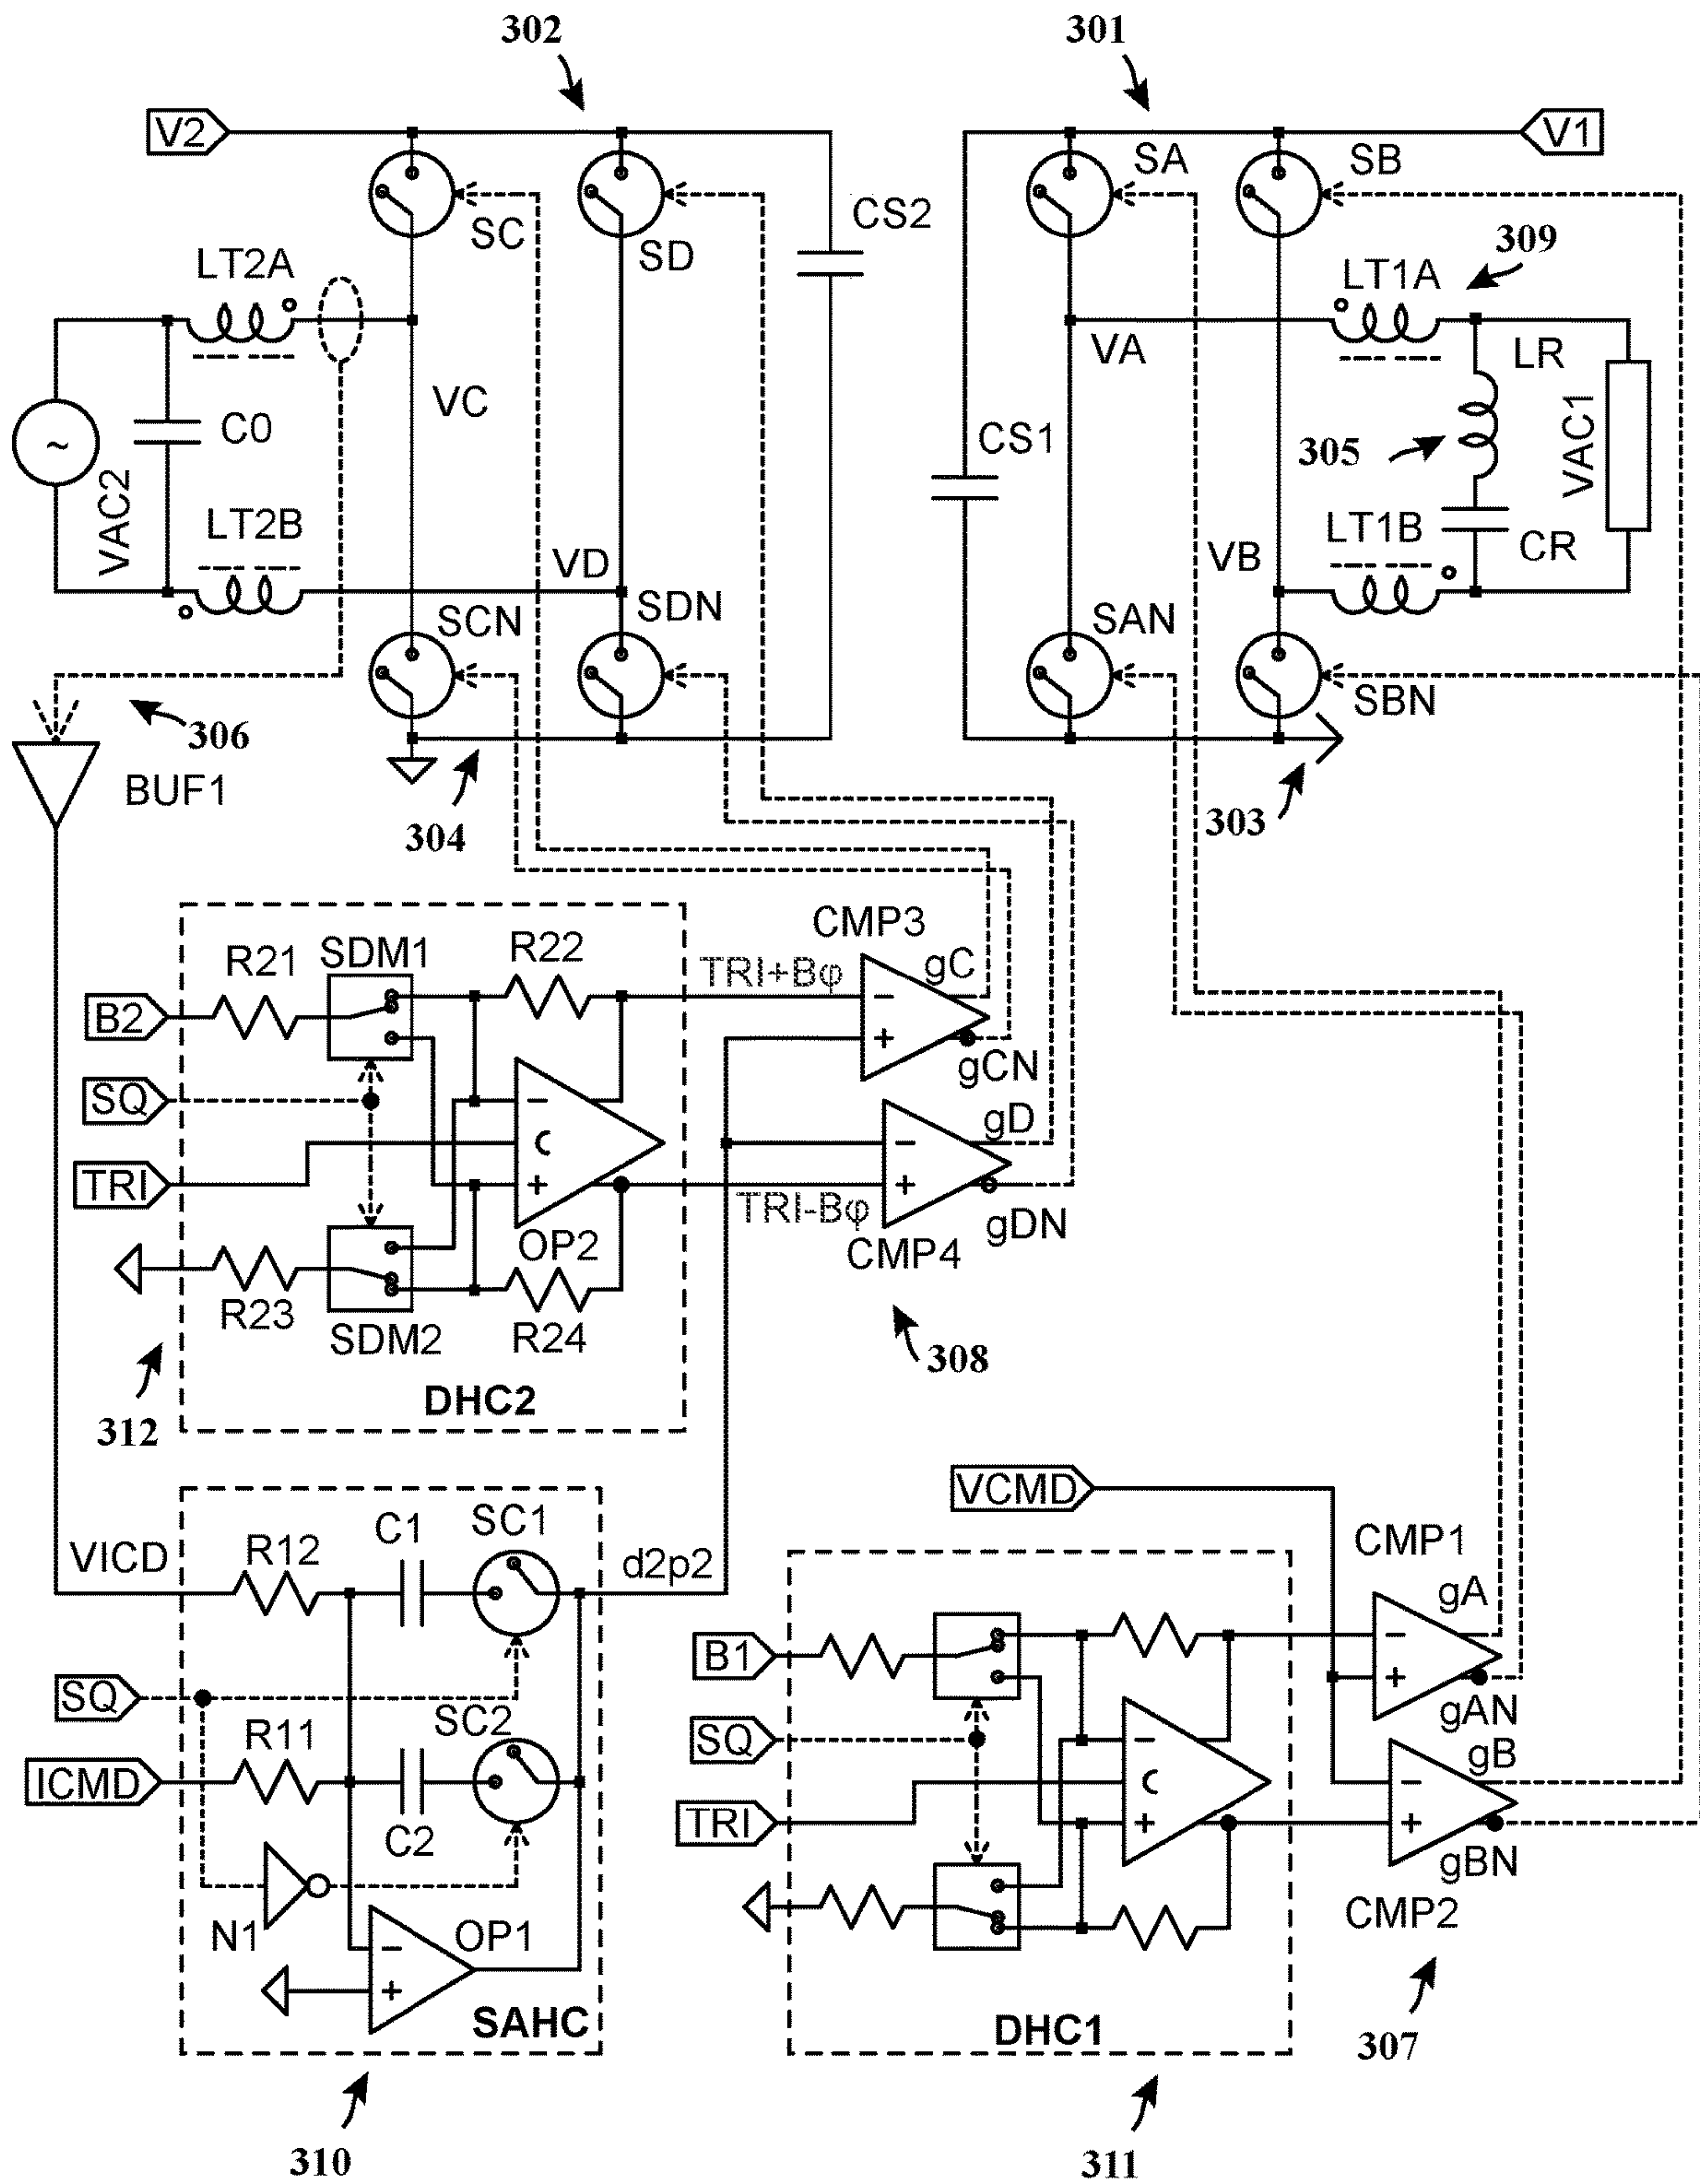 302
301
V2
V1
SA
SB
SC
SD
CS2
309
LT2A
LT1A
VA
LR
VC
C0
CS1
305
VAC1
VAC2
LT2B
LT1B
CR
VD
VB
SCN
SDN
SAN
SBN
306
BUF1
304
303
CMP3
SDM1
R22
R21
TRI+Bφ
gC
B2
−
+
gCN
SQ
−
gD
C
−
TRI
+
+
TRI-Bφ
gDN
OP2
CMP4
R23
SDM2
R24
308
312
DHC2
VCMD
SC1
C1
CMP1
VICD
R12
d2p2
gA
B1
−
+
SQ
SC2
gAN
R11
SQ
−
gB
ICMD
C
−
C2
TRI
+
+
gBN
N1
OP1
CMP2
−
+
SAHC
DHC1
307
310
311
~